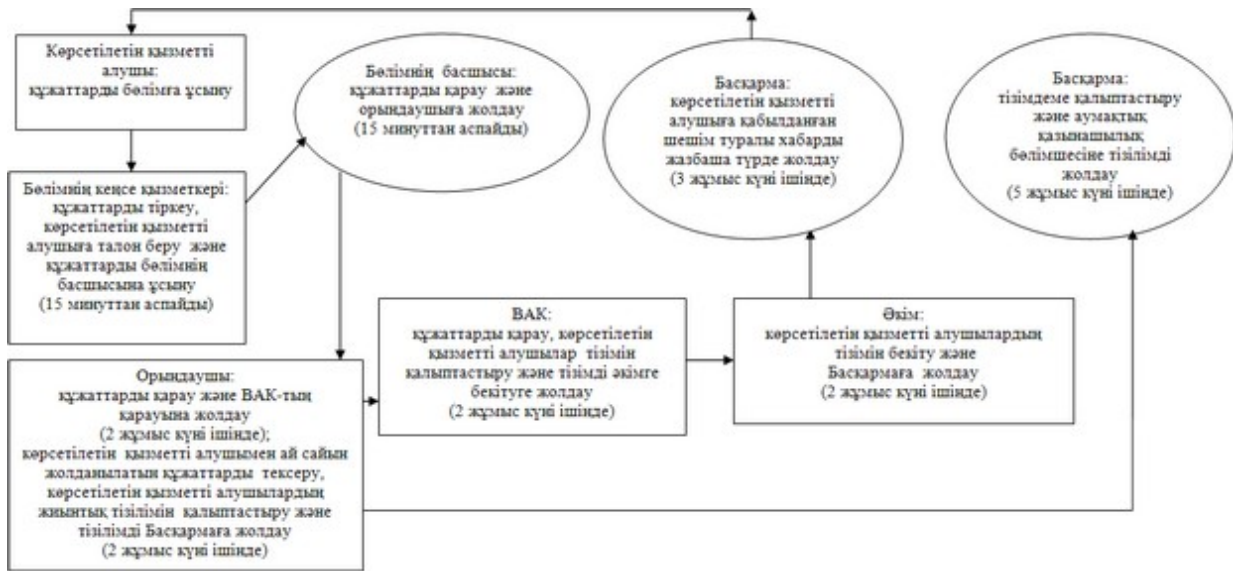 Көрсетілетін қызметті
алушы:
құжаттарды бөлімға ұсыну
Бөлімнің кеңсе қызметкері:
құжаттарды тіркеу,
көрсетілетін қызметті
алушыға талон беру және
құжаттарды бөлімнің
басшысына ұсыну
(15 минуттан аспайды)
Бөлімнің басшысы:
құжаттарды қарау және
орындаушыға жолдау
(15 минуттан аспайды)
Орындаушы:
құжаттарды қарау және ВАК-тың
қарауына жолдау
(2 жұмыс күні ішінде);
көрсетілетін қызметті алушымен ай сайын
жолданылатын құжаттарды тексеру,
көрсетілетін қызметті алушылардың
жиынтық тізілімін қалыптастыру және
тізілімді Басқармаға жолдау
(2 жұмыс күні ішінде)
ВАК:
құжаттарды қарау, көрсетілетін
қызметті алушылар тізімін
қалыптастыру және тізімді әкімге
бекітуге жолдау
(2 жұмыс күні ішінде)
Әкім:
көрсетілетін қызметті алушылардың
тізімін бекіту және
Басқармаға жолдау
(2 жұмыс күні ішінде)
Басқарма:
көрсетілетін қызметті
алушыға қабылданған
шешім туралы хабарды
жазбаша түрде жолдау
(3 жұмыс күні ішінде)
Басқарма:
тізімдеме қалыптастыру
және аумақтық
қазынашылық
бөлімшесіне тізілімді
жолдау
(5 жұмыс күні ішінде)